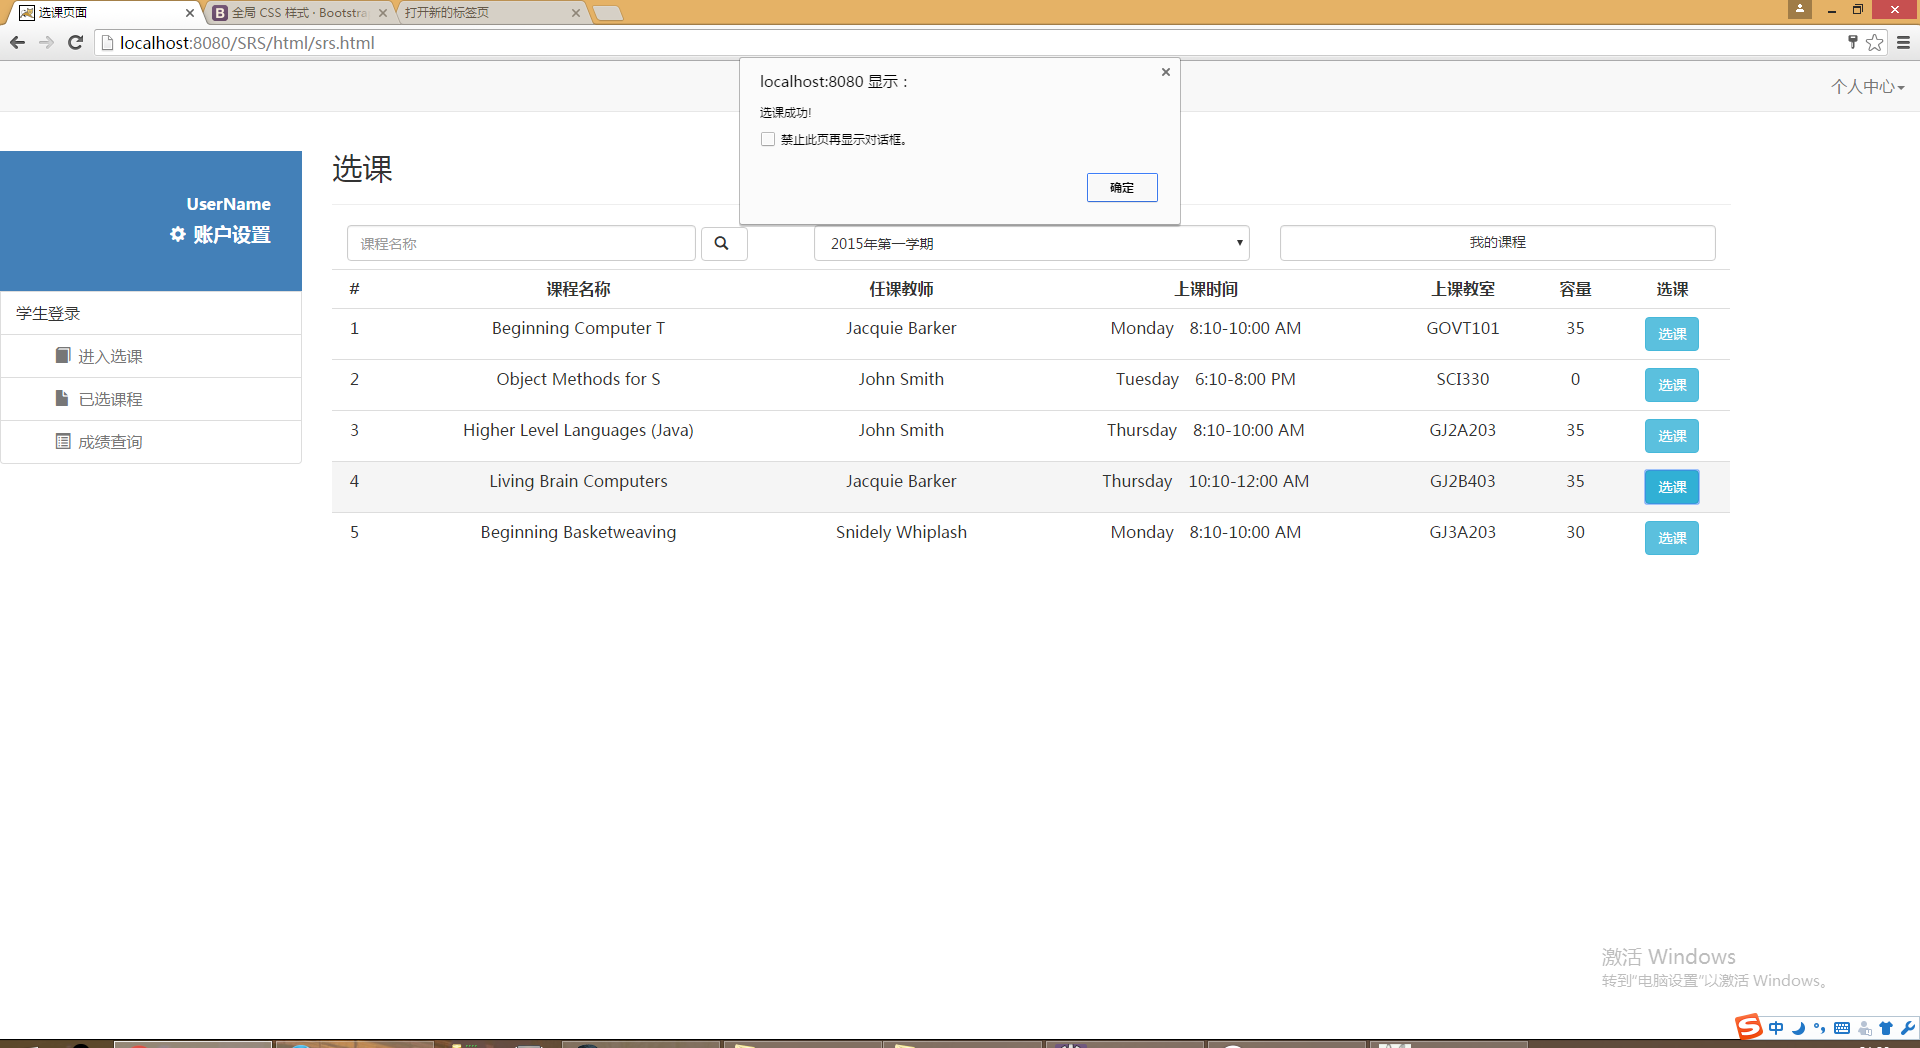 选课页面
全局 CSS 样式 · Bootstra
打开新的标签页
localhost:8080/SRS/html/srs.html
localhost:8080 显示：
选课成功!
禁止此页再显示对话框。
确定
个人中心
UserName
账户设置
学生登录
进入选课
已选课程
成绩查询
选课
课程名称
2015年第一学期
我的课程
# 课程名称 任课教师 上课时间 上课教室 容量 选课
1 Beginning Computer T Jacquie Barker Monday 8:10-10:00 AM GOVT101 35 选课
2 Object Methods for S John Smith Tuesday 6:10-8:00 PM SCI330 0 选课
3 Higher Level Languages (Java) John Smith Thursday 8:10-10:00 AM GJ2A203 35 选课
4 Living Brain Computers Jacquie Barker Thursday 10:10-12:00 AM GJ2B403 35 选课
5 Beginning Basketweaving Snidely Whiplash Monday 8:10-10:00 AM GJ3A203 30 选课
激活 Windows
转到“电脑设置”以激活 Windows。
中